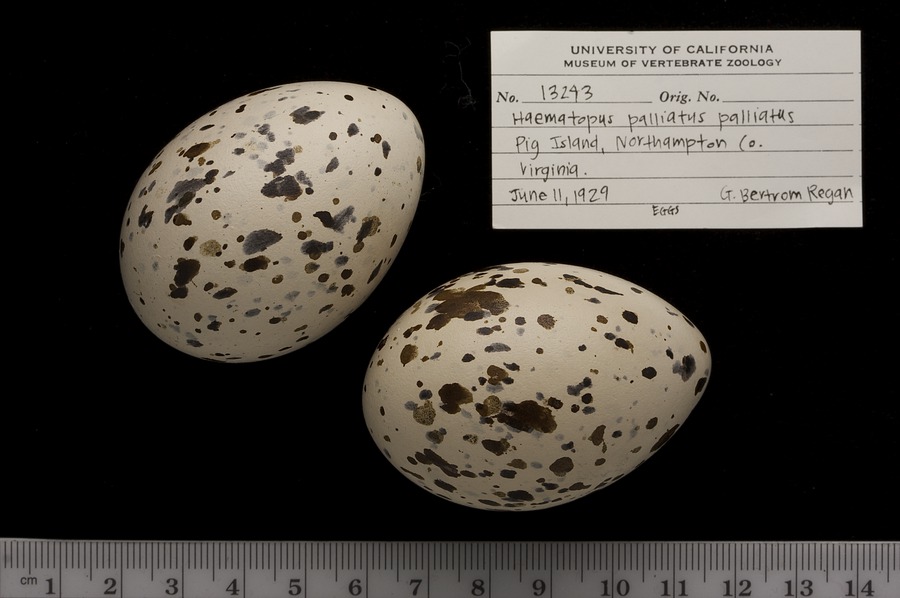 UNIVERSITY OF CALIFORNIA
MUSEUM OF VERTEBRATE ZOOLOGY
No. 13243 Orig. No.
Haematopus palliatus palliatus
Pig Island, Northampton Co.
Virginia.
June 11, 1929 G. Bertrom Regan
EGGS
cm 1 2 3 4 5 6 7 8 9 10 11 12 13 14